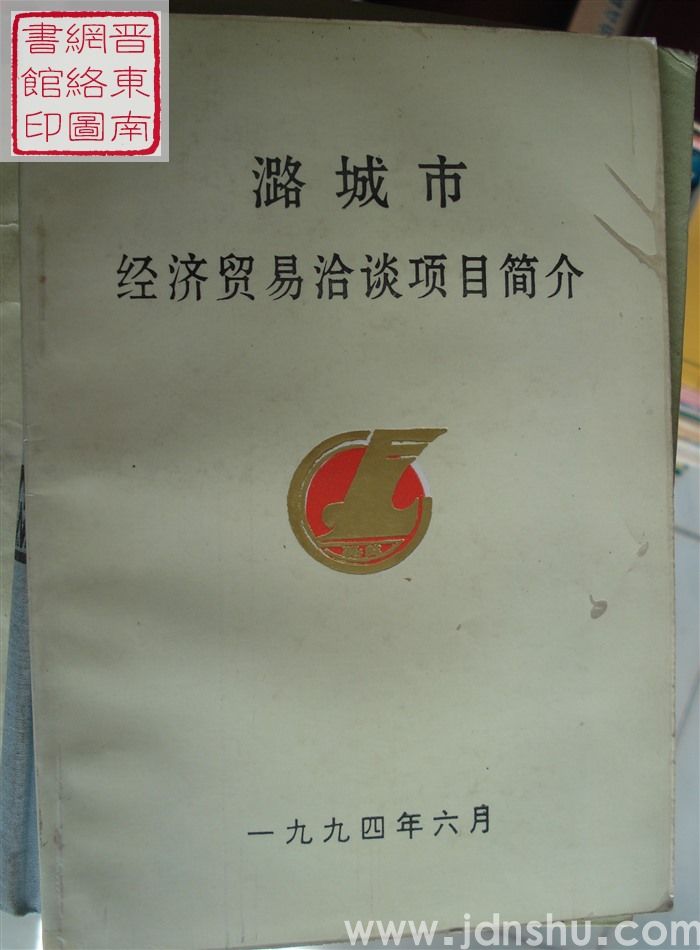 晋東南
網絡圖
書館印
潞城市
经济贸易洽谈项目简介
一九九四年六月
www.jdnshu.com